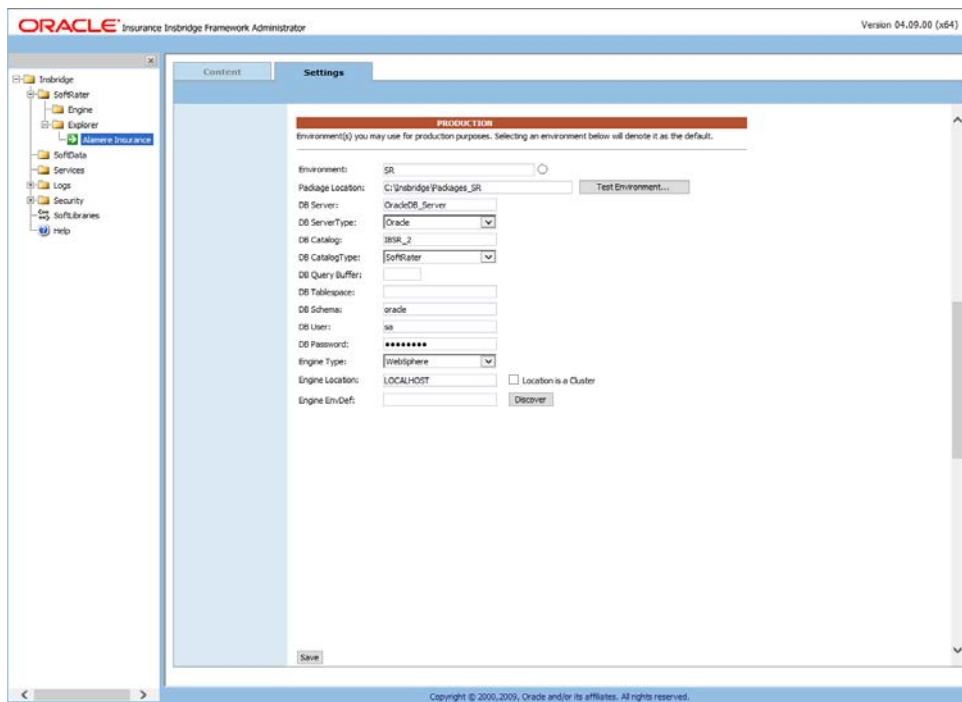 ORACLE Insurance Insbridge Framework Administrator
Version 04.09.00 (x64)
Insbridge
SoftRater
Engine
Explorer
Alamere Insurance
SoftData
Services
Logs
Security
SoftLibraries
Help
Content
Settings
PRODUCTION
Environment(s) you may use for production purposes. Selecting an environment below will denote it as the default.
Environment: SR
Package Location: C:\Insbridge\Packages_SR Test Environment...
DB Server: OracleDB_Server
DB ServerType: Oracle
DB Catalog: IBSR_2
DB CatalogType: SoftRater
DB Query Buffer:
DB Tablespace:
DB Schema: oracle
DB User: sa
DB Password: ●●●●●●●●
Engine Type: WebSphere
Engine Location: LOCALHOST Location is a Cluster
Engine EnvDef: Discover
Save
Copyright © 2000,2009, Oracle and/or its affiliates. All rights reserved.